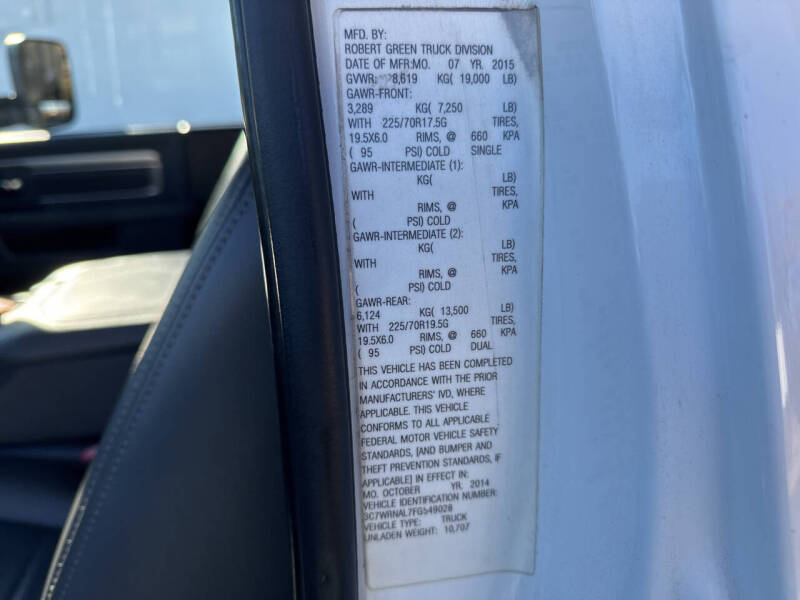 MFD. BY:
ROBERT GREEN TRUCK DIVISION
DATE OF MFR:MO. 07 YR. 2015
GVWR: 8,619 KG( 19,000 LB)
GAWR-FRONT:
3,289 KG( 7,250 LB)
WITH 225/70R17.5G TIRES,
19.5X6.0 RIMS, @ 660 KPA
( 95 PSI) COLD SINGLE
GAWR-INTERMEDIATE (1):
KG( LB)
WITH TIRES,
RIMS, @ KPA
( PSI) COLD
GAWR-INTERMEDIATE (2):
KG( LB)
WITH TIRES,
RIMS, @ KPA
( PSI) COLD
GAWR-REAR:
6,124 KG( 13,500 LB)
WITH 225/70R19.5G TIRES,
19.5X6.0 RIMS, @ 660 KPA
( 95 PSI) COLD DUAL
THIS VEHICLE HAS BEEN COMPLETED
IN ACCORDANCE WITH THE PRIOR
MANUFACTURERS' IVD, WHERE
APPLICABLE. THIS VEHICLE
CONFORMS TO ALL APPLICABLE
FEDERAL MOTOR VEHICLE SAFETY
STANDARDS, [AND BUMPER AND
THEFT PREVENTION STANDARDS, IF
APPLICABLE] IN EFFECT IN:
MO. OCTOBER YR. 2014
VEHICLE IDENTIFICATION NUMBER:
3C7WRNAL7FG549028
VEHICLE TYPE: TRUCK
UNLADEN WEIGHT: 10,707